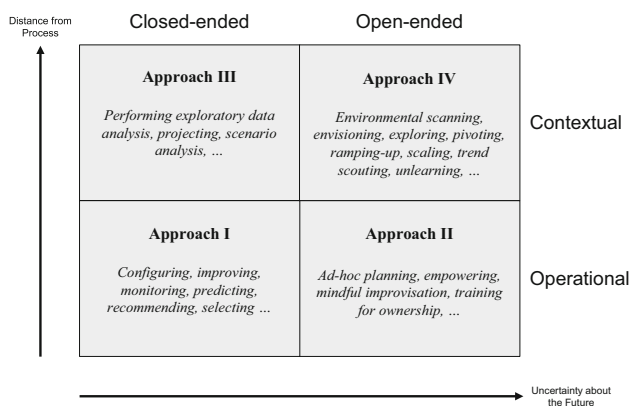 Distance from
Process
Closed-ended
Open-ended
Approach III
Performing exploratory data
analysis, projecting, scenario
analysis, …
Approach IV
Environmental scanning,
envisioning, exploring, pivoting,
ramping-up, scaling, trend
scouting, unlearning, …
Contextual
Approach I
Configuring, improving,
monitoring, predicting,
recommending, selecting …
Approach II
Ad-hoc planning, empowering,
mindful improvisation, training
for ownership, …
Operational
Uncertainty about
the Future